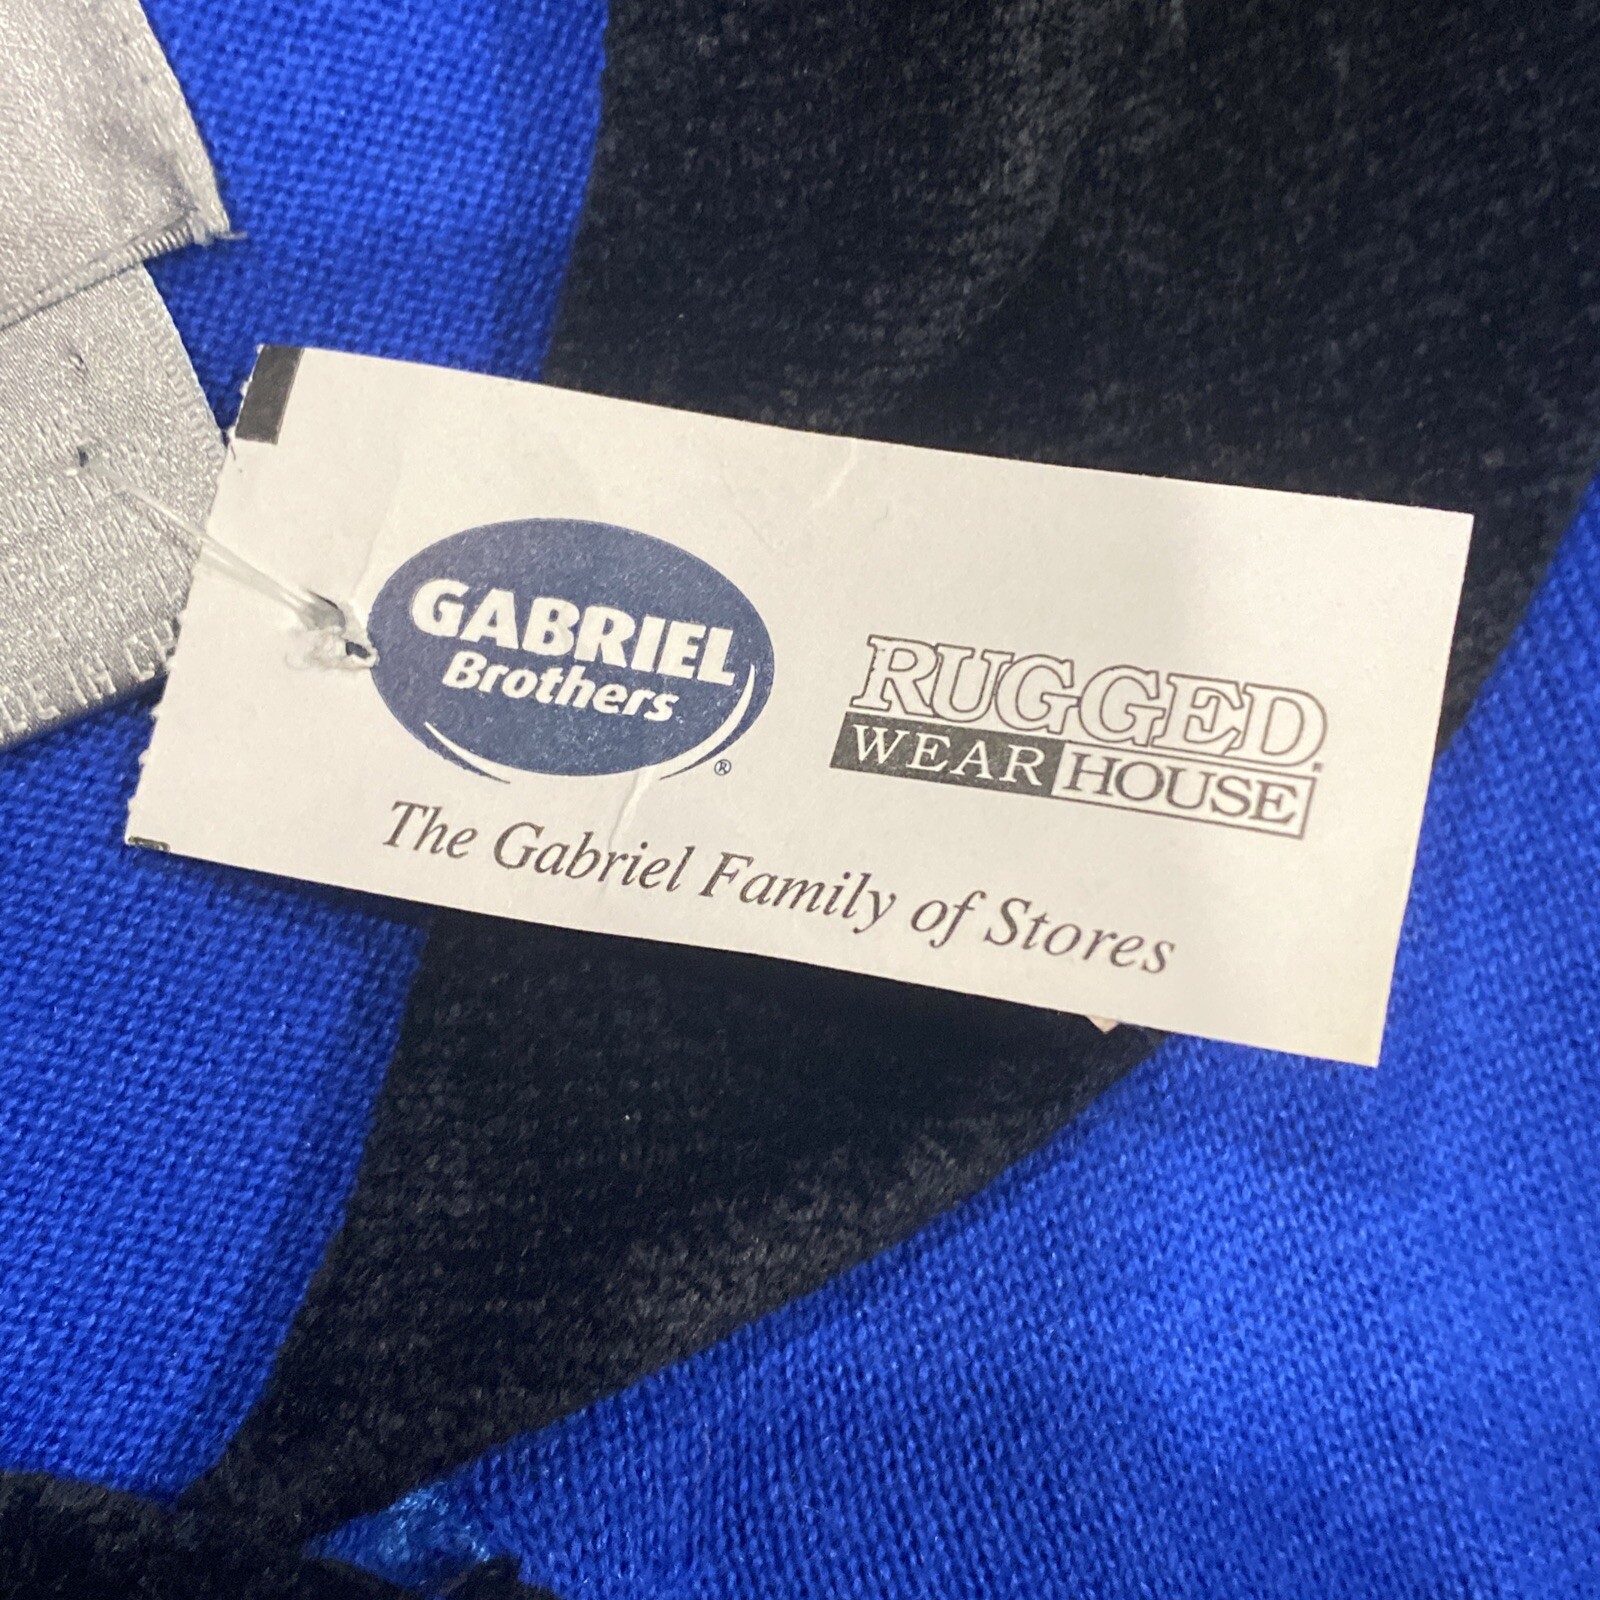 GABRIEL
Brothers
®
RUGGED
WEAR HOUSE
The Gabriel Family of Stores